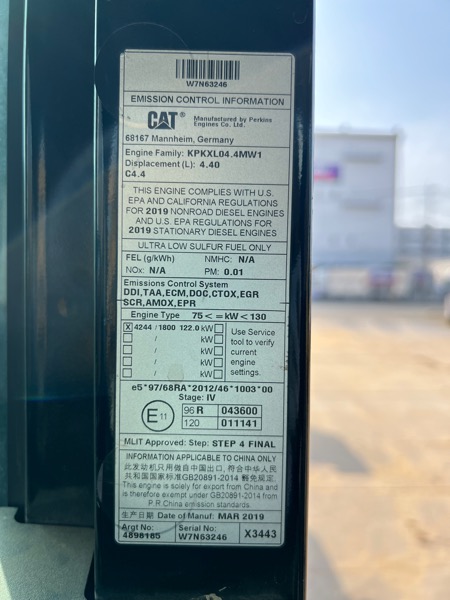 W7N63246
EMISSION CONTROL INFORMATION
CAT® Manufactured by Perkins Engines Co. Ltd.
68167 Mannheim, Germany
Engine Family: KPKXL04.4MW1
Displacement (L): 4.40
C4.4
THIS ENGINE COMPLIES WITH U.S.
EPA AND CALIFORNIA REGULATIONS
FOR 2019 NONROAD DIESEL ENGINES
AND U.S. EPA REGULATIONS FOR
2019 STATIONARY DIESEL ENGINES
ULTRA LOW SULFUR FUEL ONLY
FEL (g/kWh) NMHC: N/A
NOx: N/A PM: 0.01
Emissions Control System
DDI,TAA,ECM,DOC,CTOX,EGR
SCR,AMOX,EPR
Engine Type 75<=kW<130
X 4244 / 1800 122.0 kW
/ kW
/ kW
/ kW
/ kW
Use Service
tool to verify
current
engine
settings.
e5*97/68RA*2012/46*1003*00
Stage: IV
E11 96 R 043600
120 011141
MLIT Approved: Step: STEP 4 FINAL
INFORMATION APPLICABLE TO CHINA ONLY
此发动机只用做自中国出口, 符合中华人民
共和国国家标准GB20891-2014 豁免规定.
This engine is solely for export from China and
is therefore exempt under GB20891-2014 from
P.R.China emission standards.
生产日期 Date of Manuf: MAR 2019
Argt No: Serial No:
4898185 W7N63246 X3443